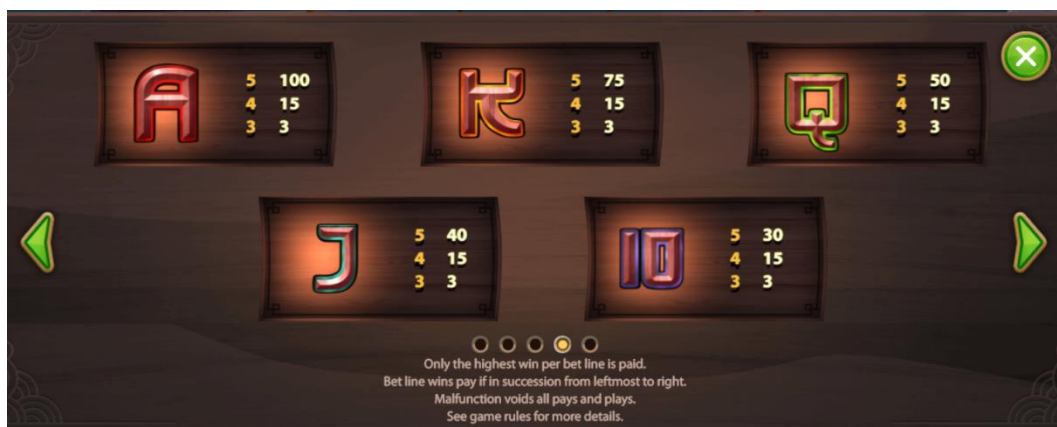 A 5 100
4 15
3 3
K 5 75
4 15
3 3
Q 5 50
4 15
3 3
J 5 40
4 15
3 3
10 5 30
4 15
3 3
Only the highest win per bet line is paid.
Bet line wins pay if in succession from leftmost to right.
Malfunction voids all pays and plays.
See game rules for more details.